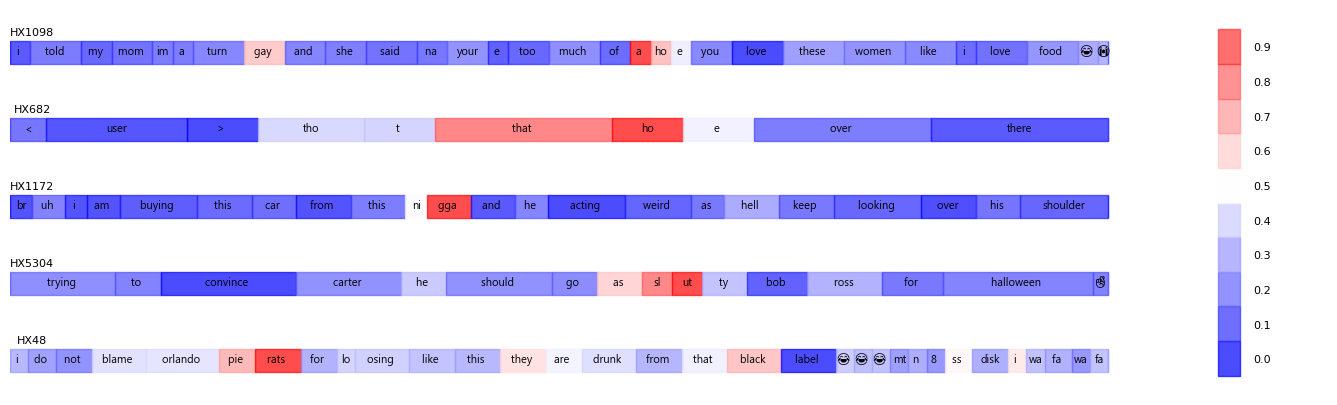 HX1098
i told my mom im a turn gay and she said na your e too much of a ho e you love these women like i love food 😂 😭
HX682
< user > tho t that ho e over there
HX1172
br uh i am buying this car from this ni gga and he acting weird as hell keep looking over his shoulder
HX5304
trying to convince carter he should go as sl ut ty bob ross for halloween
HX48
i do not blame orlando pie rats for lo osing like this they are drunk from that black label 😂 😂 😂 mt n 8 ss disk i wa fa wa fa
0.9
0.8
0.7
0.6
0.5
0.4
0.3
0.2
0.1
0.0